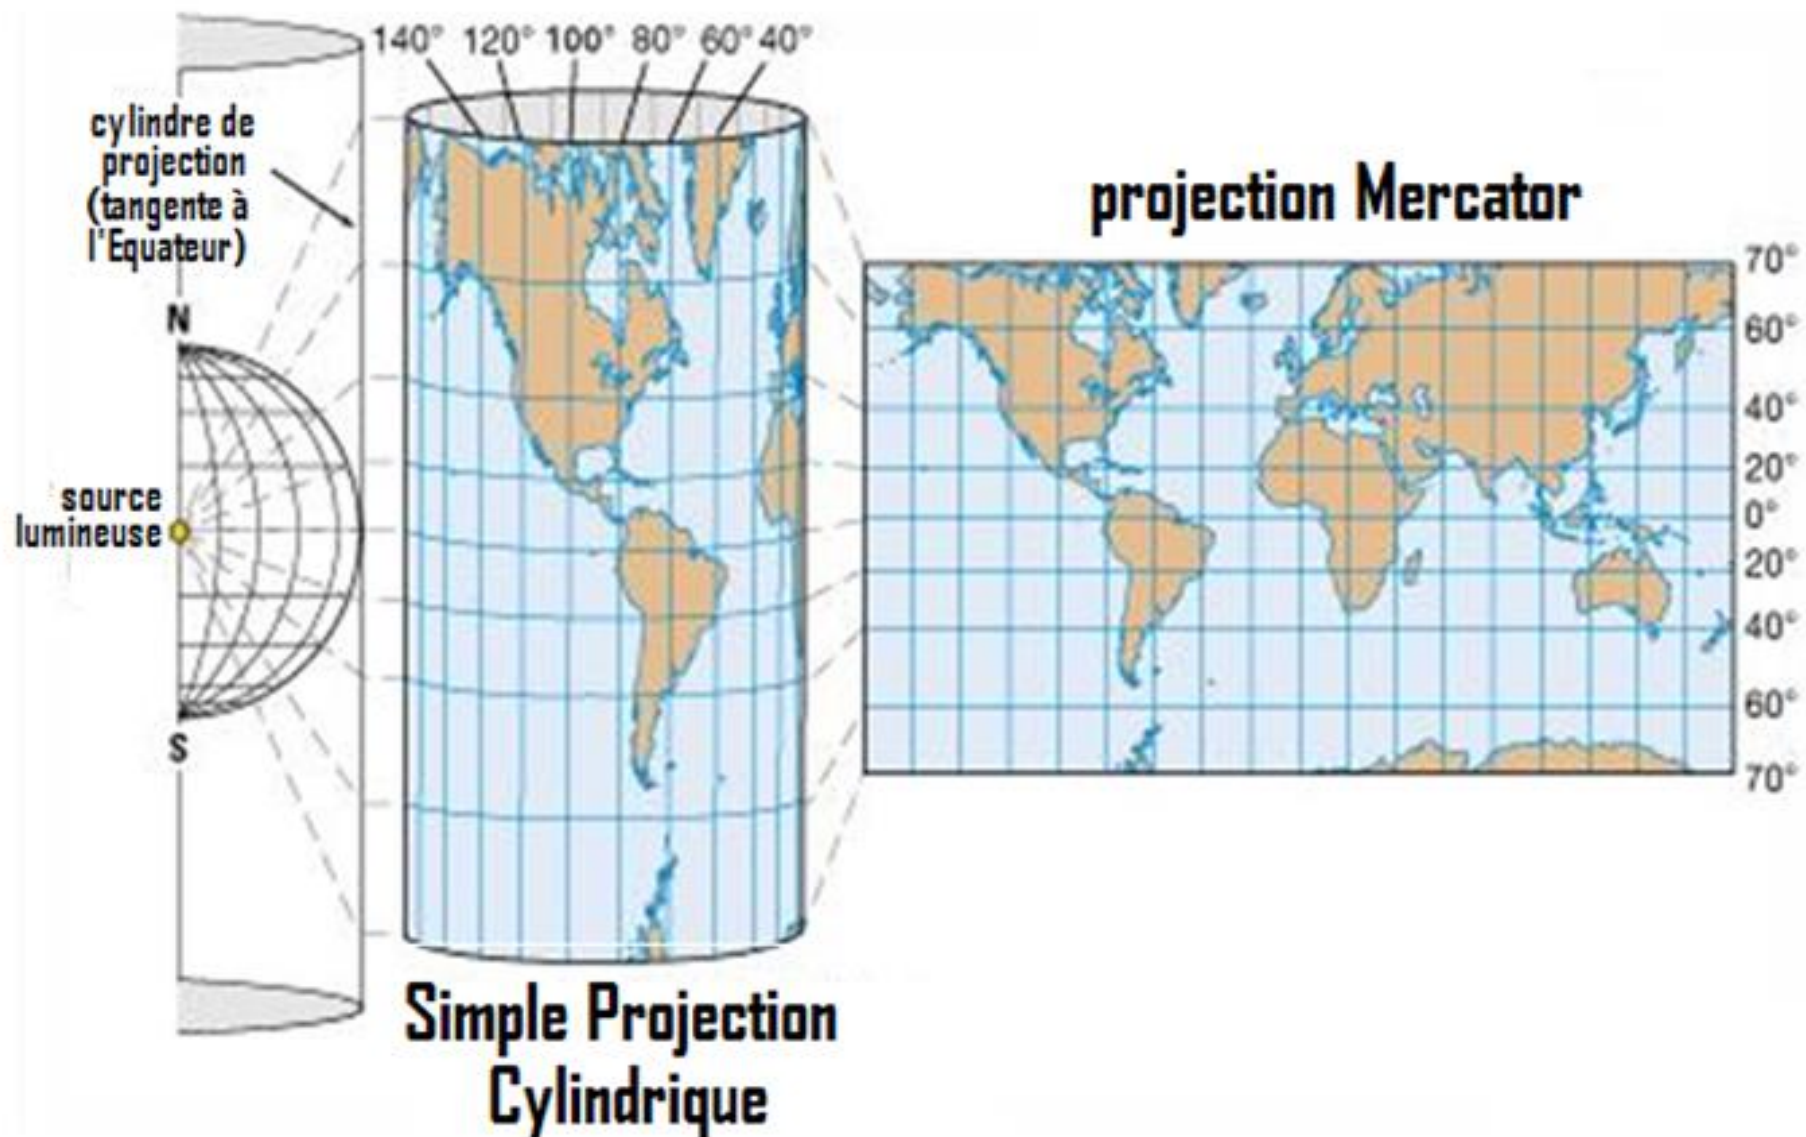 140° 120° 100° 80° 60° 40°
cylindre de
projection
(tangente à
l'Equateur)
N
source
lumineuse
S
Simple Projection
Cylindrique
projection Mercator
70°
60°
40°
20°
0°
20°
40°
60°
70°